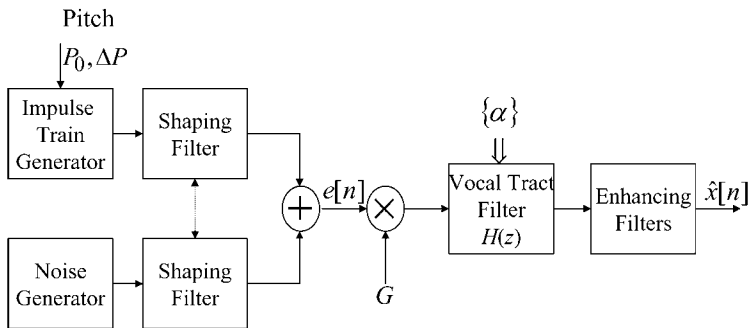 Pitch
P₀, ΔP
Impulse
Train
Generator
Shaping
Filter
{α}
Vocal Tract
Filter
H(z)
Enhancing
Filters
e[n]
x̂[n]
+
×
Noise
Generator
Shaping
Filter
G